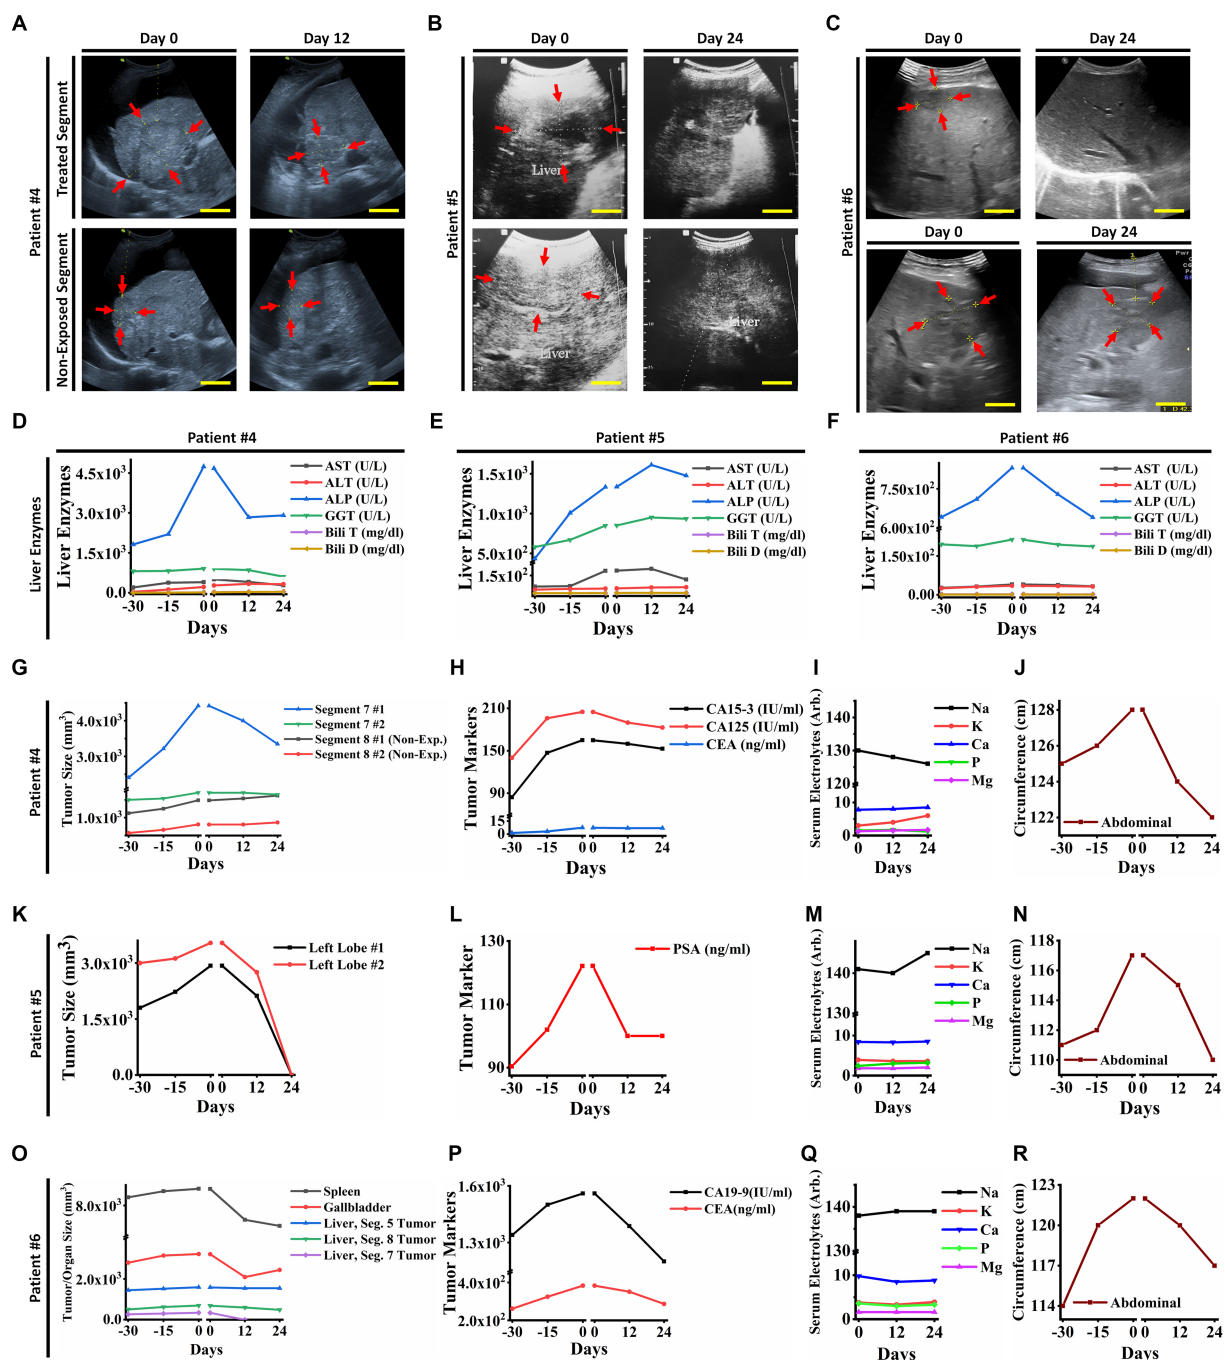 A B C
Day 0 Day 12 Day 0 Day 24 Day 0 Day 24
Patient #4
Treated Segment
Non-Exposed Segment
Patient #5
Liver
Liver
Liver
Patient #6
Day 0 Day 24
Pwr
1 D 42.
D E F
Patient #4 Patient #5 Patient #6
Liver Enzymes
Liver Enzymes
4.5x10³
3.0x10³
1.5x10³
0.0
-30 -15 0 0 12 24
Days
AST (U/L)
ALT (U/L)
ALP (U/L)
GGT (U/L)
Bili T (mg/dl)
Bili D (mg/dl)
Liver Enzymes
1.5x10³
1.0x10³
5.0x10²
1.5x10²
-30 -15 0 0 12 24
Days
AST (U/L)
ALT (U/L)
ALP (U/L)
GGT (U/L)
Bili T (mg/dl)
Bili D (mg/dl)
Liver Enzymes
7.50x10²
6.00x10²
1.50x10²
0.00
-30 -15 0 0 12 24
Days
AST (U/L)
ALT (U/L)
ALP (U/L)
GGT (U/L)
Bili T (mg/dl)
Bili D (mg/dl)
G H I J
Patient #4
Tumor Size (mm³)
4.0x10³
3.0x10³
1.0x10³
-30 -15 0 0 12 24
Days
Segment 7 #1
Segment 7 #2
Segment 8 #1 (Non-Exp.)
Segment 8 #2 (Non-Exp.)
Tumor Markers
210
150
90
15
0
-30 -15 0 0 12 24
Days
CA15-3 (IU/ml)
CA125 (IU/ml)
CEA (ng/ml)
Serum Electrolytes (Arb.)
140
130
120
10
0
0 12 24
Days
Na
K
Ca
P
Mg
Circumference (cm)
128
126
124
122
-30 -15 0 0 12 24
Days
Abdominal
K L M N
Patient #5
Tumor Size (mm³)
3.0x10³
1.5x10³
0.0
-30 -15 0 0 12 24
Days
Left Lobe #1
Left Lobe #2
Tumor Marker
130
110
90
-30 -15 0 0 12 24
Days
PSA (ng/ml)
Serum Electrolytes (Arb.)
140
130
10
0
0 12 24
Days
Na
K
Ca
P
Mg
Circumference (cm)
118
116
114
112
110
-30 -15 0 0 12 24
Days
Abdominal
O P Q R
Patient #6
Tumor/Organ Size (mm³)
8.0x10³
2.0x10³
0.0
-30 -15 0 0 12 24
Days
Spleen
Gallbladder
Liver, Seg. 5 Tumor
Liver, Seg. 8 Tumor
Liver, Seg. 7 Tumor
Tumor Markers
1.6x10³
1.3x10³
4.0x10²
2.0x10²
-30 -15 0 0 12 24
Days
CA19-9(IU/ml)
CEA(ng/ml)
Serum Electrolytes (Arb.)
140
130
10
0
0 12 24
Days
Na
K
Ca
P
Mg
Circumference (cm)
123
120
117
114
-30 -15 0 0 12 24
Days
Abdominal